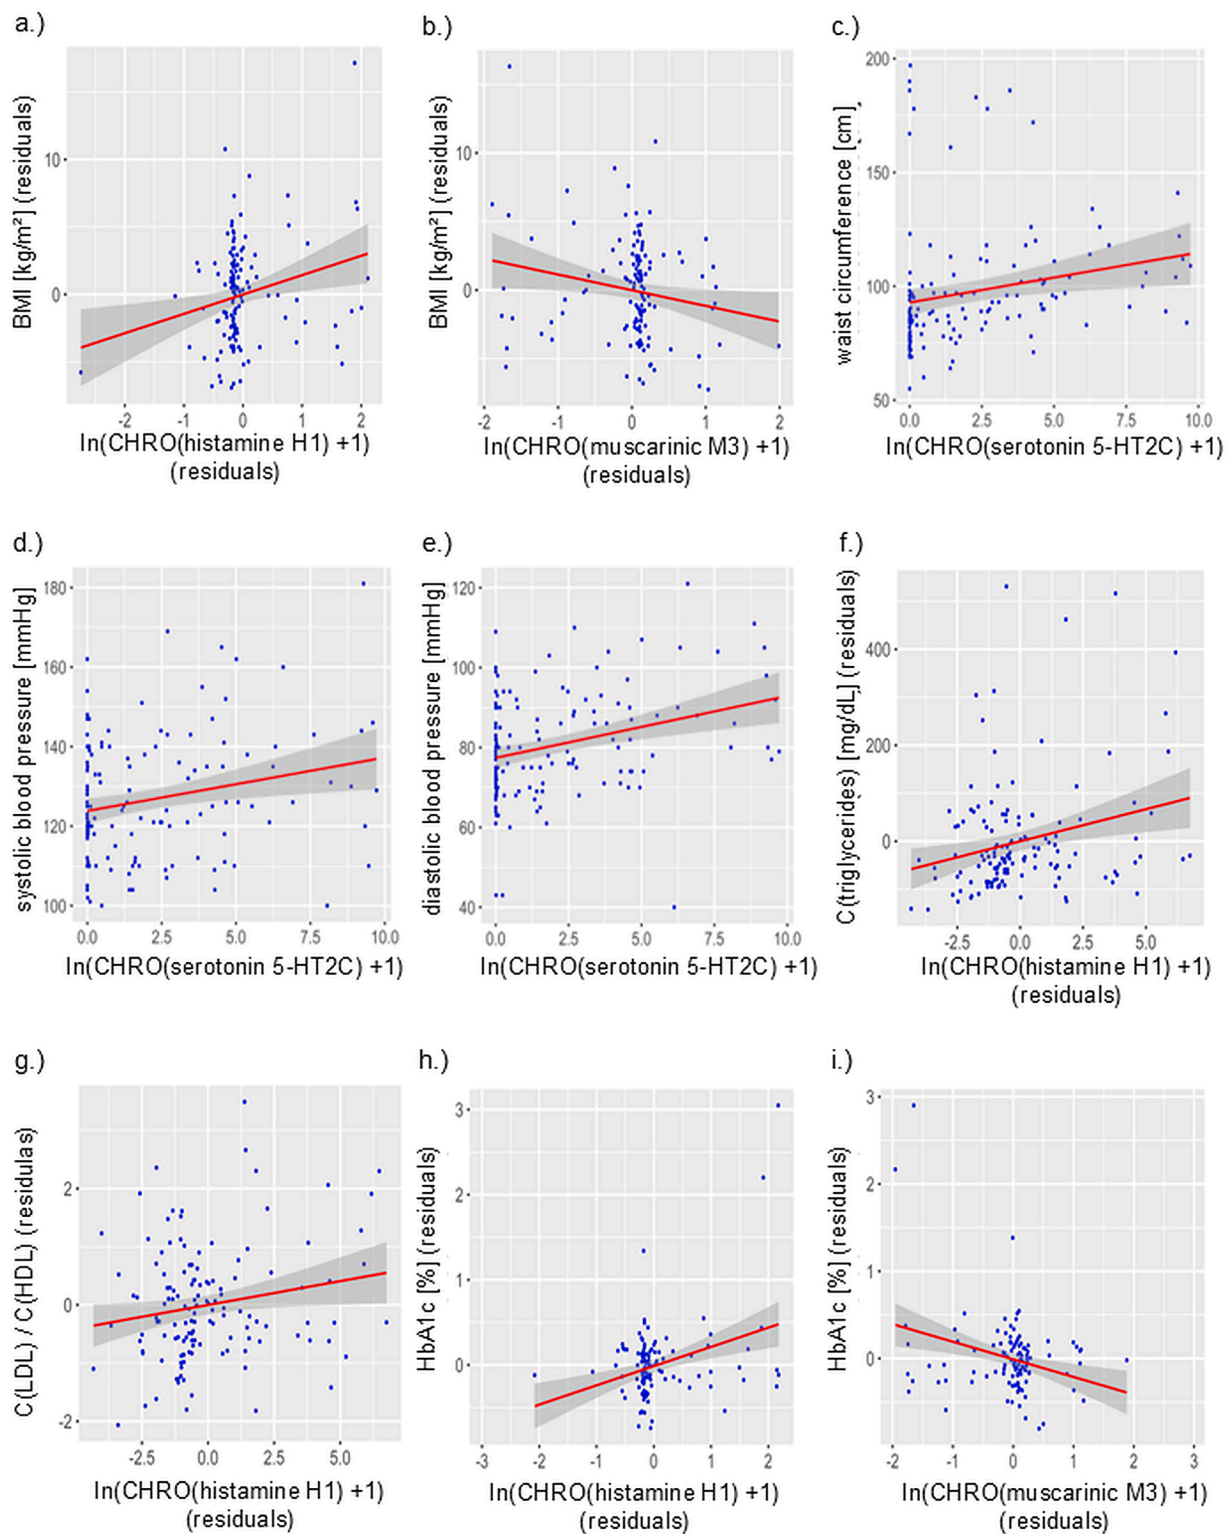 a.)
BMI [kg/m²] (residuals)
10
0
-2
-1
0
1
2
ln(CHRO(histamine H1) +1)
(residuals)
b.)
BMI [kg/m²] (residuals)
10
0
-2
-1
0
1
2
ln(CHRO(muscarinic M3) +1)
(residuals)
c.)
waist circumference [cm]
200
150
100
50
0.0
2.5
5.0
7.5
10.0
ln(CHRO(serotonin 5-HT2C) +1)
d.)
systolic blood pressure [mmHg]
180
160
140
120
100
0.0
2.5
5.0
7.5
10.0
ln(CHRO(serotonin 5-HT2C) +1)
e.)
diastolic blood pressure [mmHg]
120
100
80
60
40
0.0
2.5
5.0
7.5
10.0
ln(CHRO(serotonin 5-HT2C) +1)
f.)
C(triglycerides) [mg/dL] (residuals)
400
200
0
-2.5
0.0
2.5
5.0
ln(CHRO(histamine H1) +1)
(residuals)
g.)
C(LDL) / C(HDL) (residulas)
2
0
-2
-2.5
0.0
2.5
5.0
ln(CHRO(histamine H1) +1)
(residuals)
h.)
HbA1c [%] (residuals)
3
2
1
0
-3
-2
-1
0
1
2
ln(CHRO(histamine H1) +1)
(residuals)
i.)
HbA1c [%] (residuals)
3
2
1
0
-2
-1
0
1
2
3
ln(CHRO(muscarinic M3) +1)
(residuals)